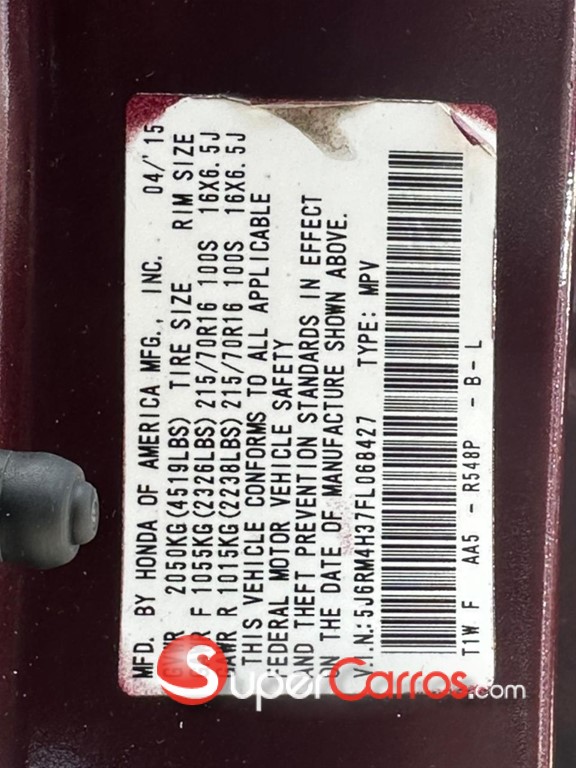 MFD. BY HONDA OF AMERICA MFG., INC. 04/'15
GVWR 2050KG(4519LBS) TIRE SIZE RIM SIZE
GAWR F 1055KG(2326LBS) 215/70R16 100S 16X6.5J
GAWR R 1015KG(2238LBS) 215/70R16 100S 16X6.5J
THIS VEHICLE CONFORMS TO ALL APPLICABLE
FEDERAL MOTOR VEHICLE SAFETY
AND THEFT PREVENTION STANDARDS IN EFFECT
ON THE DATE OF MANUFACTURE SHOWN ABOVE.
V.I.N.: 5J6RM4H37FL068427 TYPE: MPV
T1W F AA5 - R548P - B- L
SuperCarros.com